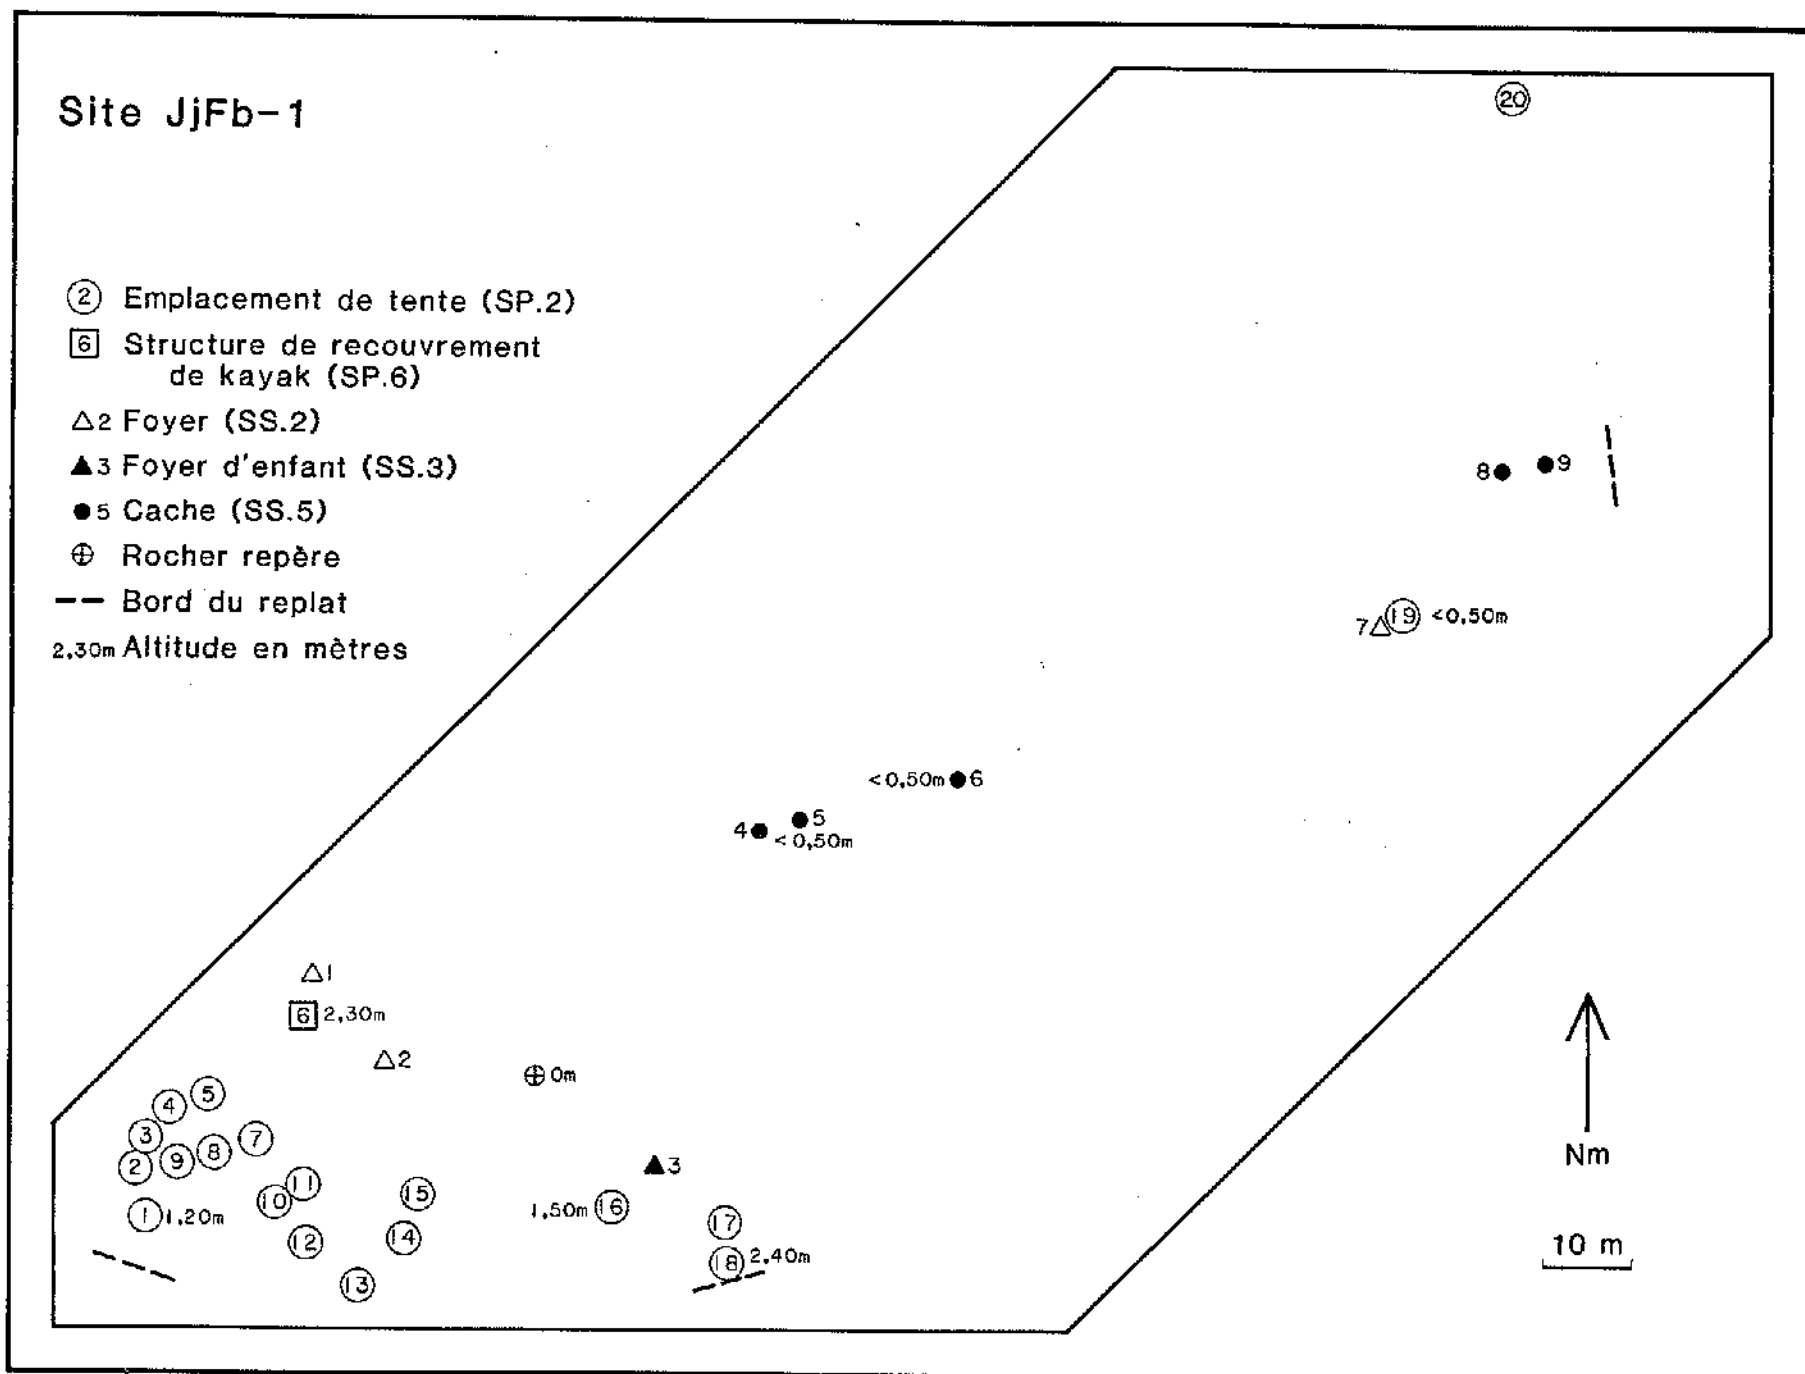 Site JjFb-1
20
② Emplacement de tente (SP.2)
6 Structure de recouvrement
de kayak (SP.6)
△2 Foyer (SS.2)
▲3 Foyer d'enfant (SS.3)
●5 Cache (SS.5)
⊕ Rocher repère
-- Bord du replat
2,30m Altitude en mètres
8 9
7 19 <0,50m
<0,50m 6
4 5
<0,50m
1
6 2,30m
2
0m
5
4
3
7
8
9
2
3
11
10
15
1 1,20m
1,50m 16
17
12
14
18 2,40m
13
Nm
10 m